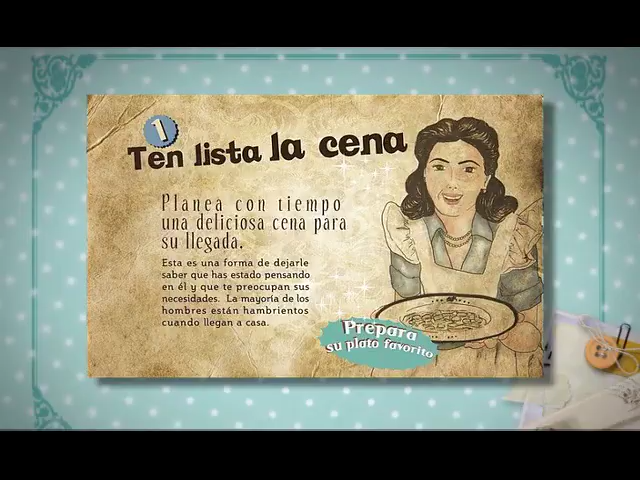 1
Ten lista la cena
Planea con tiempo
una deliciosa cena para
su llegada.
Esta es una forma de dejarle
saber que has estado pensando
en él y que te preocupan sus
necesidades. La mayoría de los
hombres están hambrientos
cuando llegan a casa.
Prepara
su plato favorito